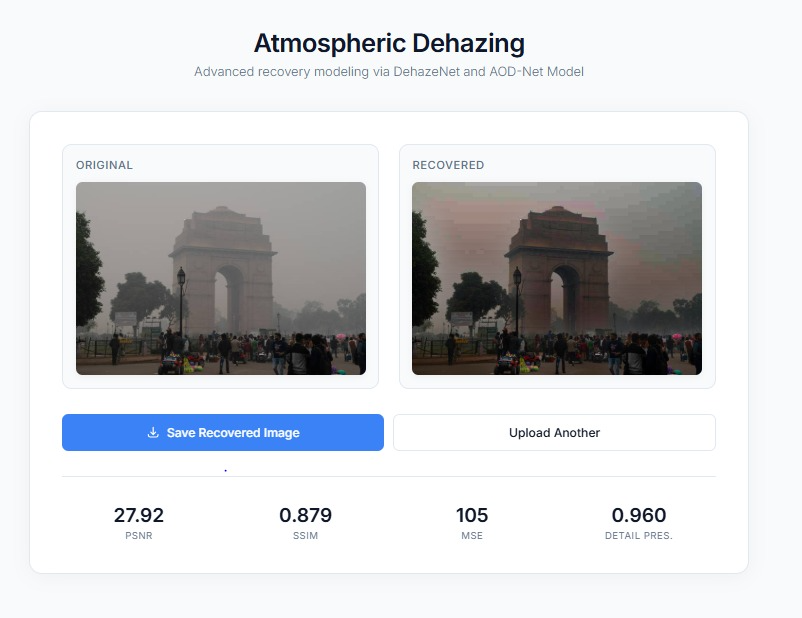 Atmospheric Dehazing
Advanced recovery modeling via DehazeNet and AOD-Net Model
ORIGINAL
RECOVERED
Save Recovered Image
Upload Another
27.92
PSNR
0.879
SSIM
105
MSE
0.960
DETAIL PRES.